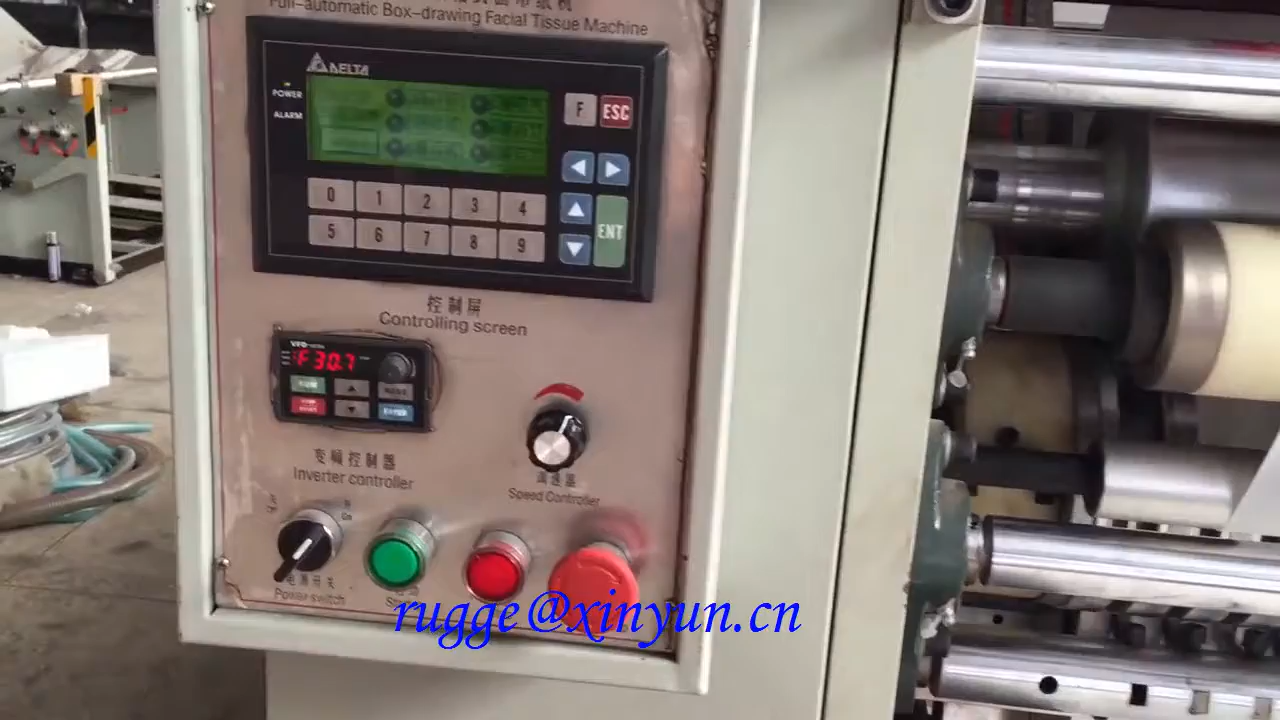 Full-automatic Box-drawing Facial Tissue Machine
DELTA
POWER
ALARM
F ESC
0 1 2 3 4
ENT
5 6 7 8 9
控制屏
Controlling screen
VFD
F 30.7
变频控制器
Inverter controller
调速器
Speed Controller
On
电源开关
Power switch
rugge@xinyun.cn